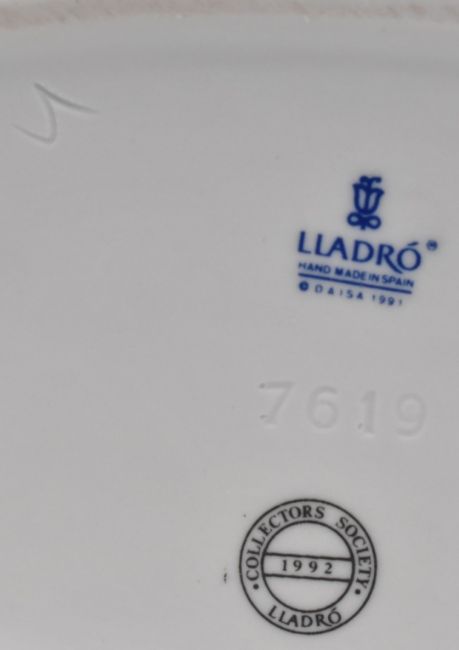 LLADRÓ®
HAND MADE IN SPAIN
© DAISA 1991
7619
COLLECTORS SOCIETY
1992
LLADRÓ